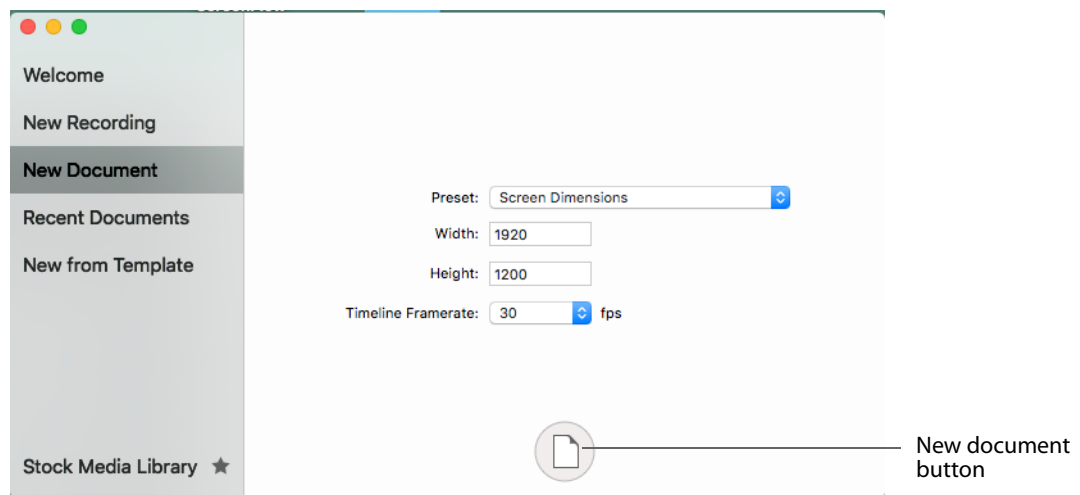 Welcome
New Recording
New Document
Recent Documents
New from Template
Stock Media Library
Preset: Screen Dimensions
Width: 1920
Height: 1200
Timeline Framerate: 30 fps
New document
button